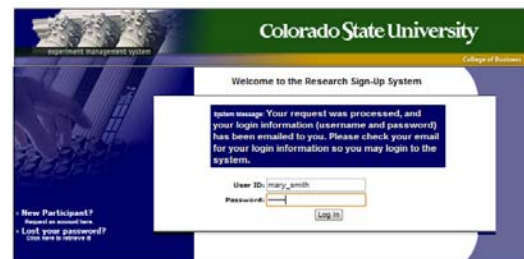 Colorado State University
experiment management system
College of Business
Welcome to the Research Sign-Up System
System Message: Your request was processed, and
your login information (username and password)
has been emailed to you. Please check your email
for your login information so you may login to the
system.
User ID: mary_smith
Password:
Log In
» New Participant?
Request an account here.
» Lost your password?
Click here to retrieve it